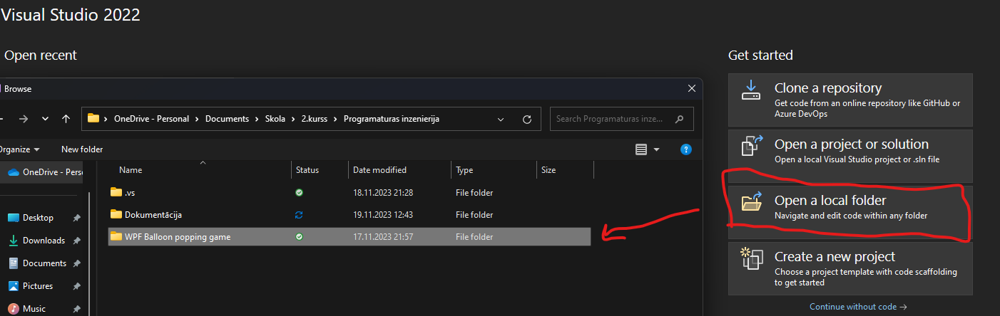 Visual Studio 2022
Open recent
Get started
Browse
OneDrive - Personal > Documents > Skola > 2.kurss > Programaturas inzenierija
Search Programaturas inze...
Organize
New folder
OneDrive - Pers
Desktop
Downloads
Documents
Pictures
Music
Name Status Date modified Type Size
.vs 18.11.2023 21:28 File folder
Dokumentācija 19.11.2023 12:43 File folder
WPF Balloon popping game 17.11.2023 21:57 File folder
Clone a repository
Get code from an online repository like GitHub or
Azure DevOps
Open a project or solution
Open a local Visual Studio project or .sln file
Open a local folder
Navigate and edit code within any folder
Create a new project
Choose a project template with code scaffolding
to get started
Continue without code →